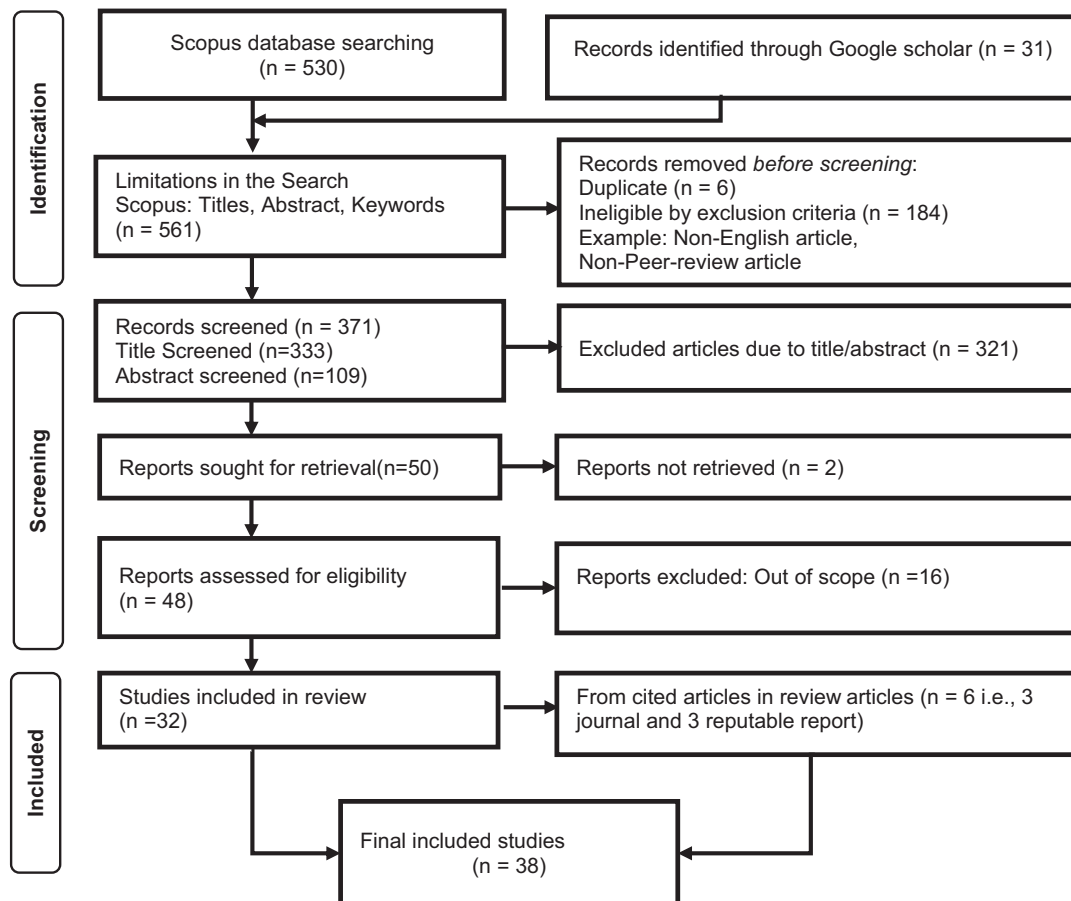 Identification
Scopus database searching
(n = 530)
Records identified through Google scholar (n = 31)
Limitations in the Search
Scopus: Titles, Abstract, Keywords
(n = 561)
Records removed before screening:
Duplicate (n = 6)
Ineligible by exclusion criteria (n = 184)
Example: Non-English article,
Non-Peer-review article
Screening
Records screened (n = 371)
Title Screened (n=333)
Abstract screened (n=109)
Excluded articles due to title/abstract (n = 321)
Reports sought for retrieval(n=50)
Reports not retrieved (n = 2)
Reports assessed for eligibility
(n = 48)
Reports excluded: Out of scope (n =16)
Included
Studies included in review
(n =32)
From cited articles in review articles (n = 6 i.e., 3
journal and 3 reputable report)
Final included studies
(n = 38)